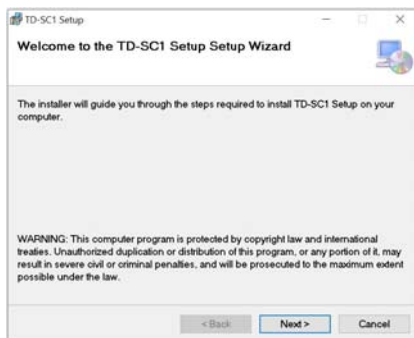 TD-SC1 Setup
Welcome to the TD-SC1 Setup Setup Wizard
The installer will guide you through the steps required to install TD-SC1 Setup on your
computer.
WARNING: This computer program is protected by copyright law and international
treaties. Unauthorized duplication or distribution of this program, or any portion of it, may
result in severe civil or criminal penalties, and will be prosecuted to the maximum extent
possible under the law.
< Back Next > Cancel